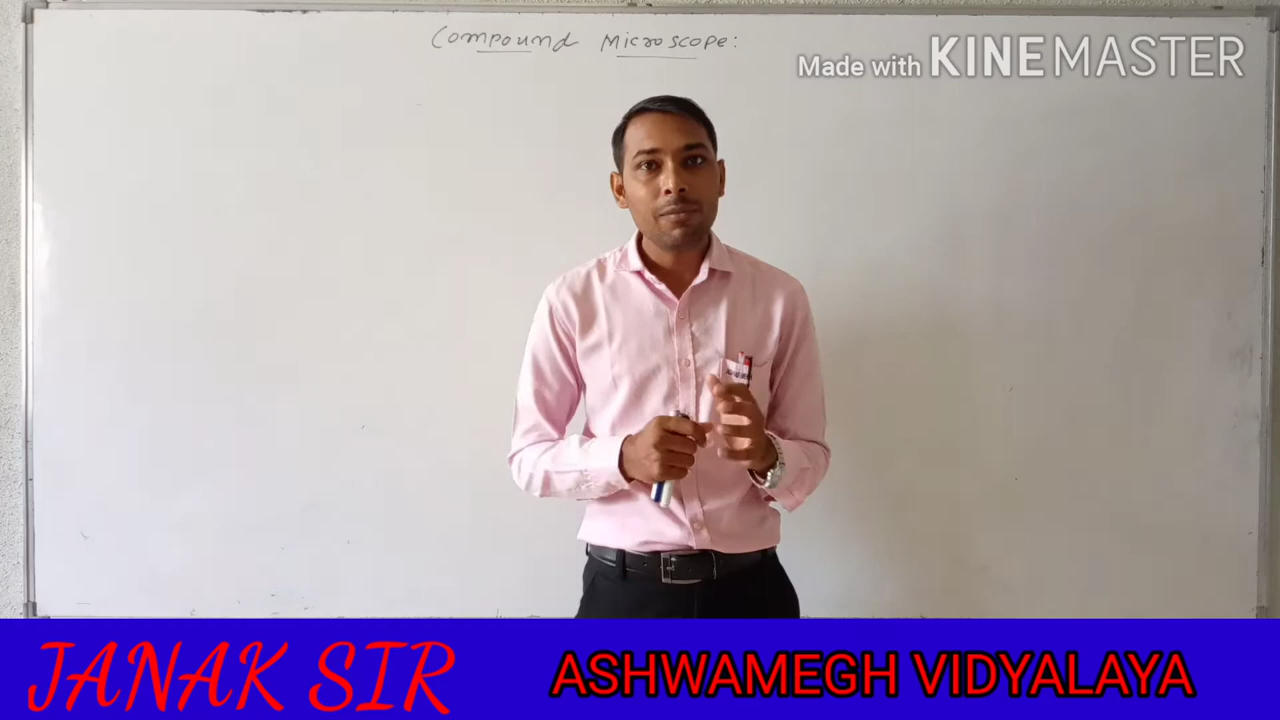 Compound Microscope:
Made with KINEMASTER
JANAK SIR
ASHWAMEGH VIDYALAYA